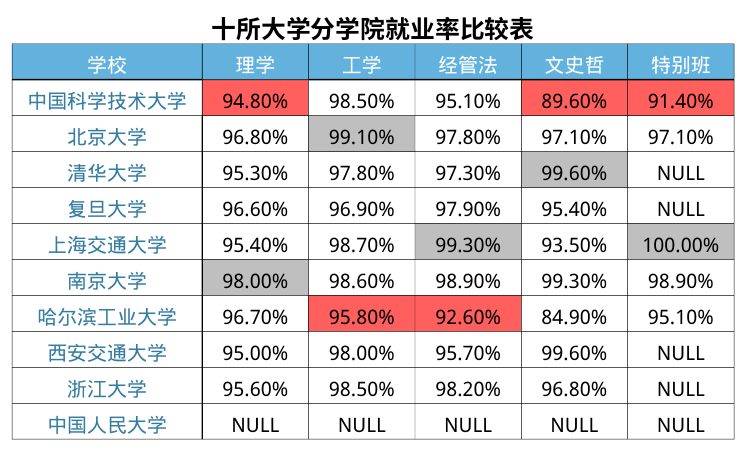 十所大学分学院就业率比较表
学校 理学 工学 经管法 文史哲 特别班
中国科学技术大学 94.80% 98.50% 95.10% 89.60% 91.40%
北京大学 96.80% 99.10% 97.80% 97.10% 97.10%
清华大学 95.30% 97.80% 97.30% 99.60% NULL
复旦大学 96.60% 96.90% 97.90% 95.40% NULL
上海交通大学 95.40% 98.70% 99.30% 93.50% 100.00%
南京大学 98.00% 98.60% 98.90% 99.30% 98.90%
哈尔滨工业大学 96.70% 95.80% 92.60% 84.90% 95.10%
西安交通大学 95.00% 98.00% 95.70% 99.60% NULL
浙江大学 95.60% 98.50% 98.20% 96.80% NULL
中国人民大学 NULL NULL NULL NULL NULL